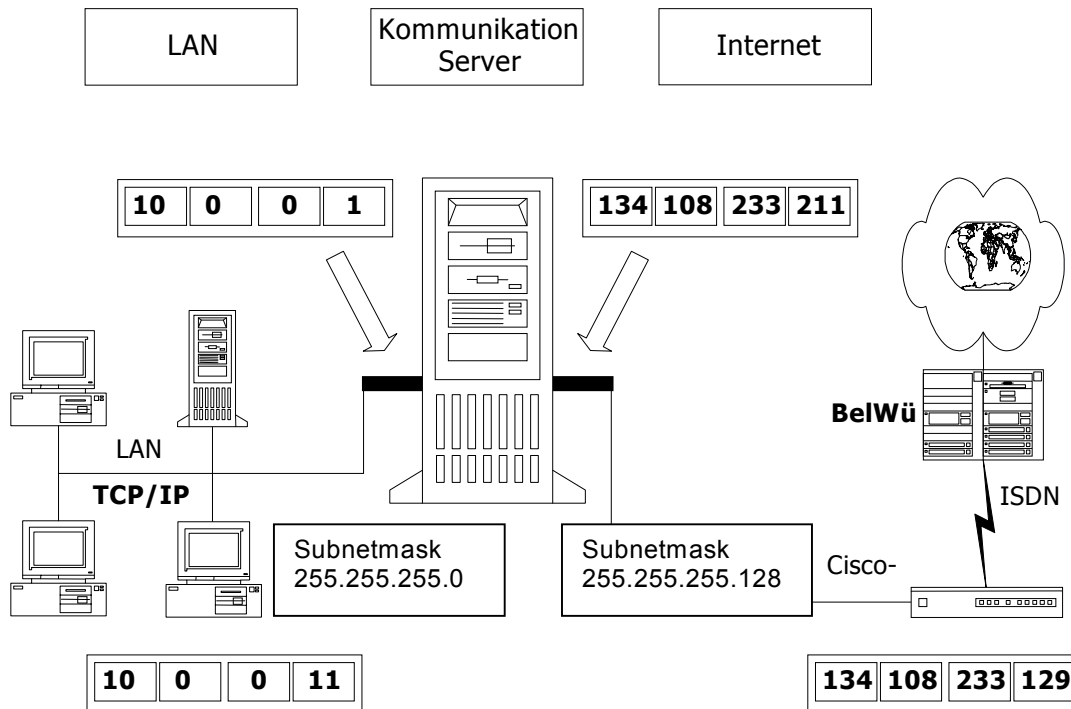 LAN
Kommunikation
Server
Internet
10 0 0 1
134 108 233 211
BelWü
LAN
TCP/IP
ISDN
Subnetmask
255.255.255.0
Subnetmask
255.255.255.128
Cisco-
10 0 0 11
134 108 233 129